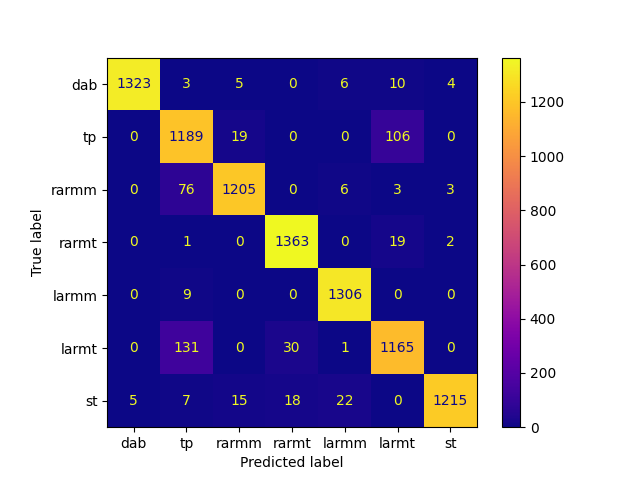 dab 1323 3 5 0 6 10 4
tp 0 1189 19 0 0 106 0
rarmm 0 76 1205 0 6 3 3
rarmt 0 1 0 1363 0 19 2
larmm 0 9 0 0 1306 0 0
larmt 0 131 0 30 1 1165 0
st 5 7 15 18 22 0 1215
dab tp rarmm rarmt larmm larmt st
Predicted label
True label
1200
1000
800
600
400
200
0